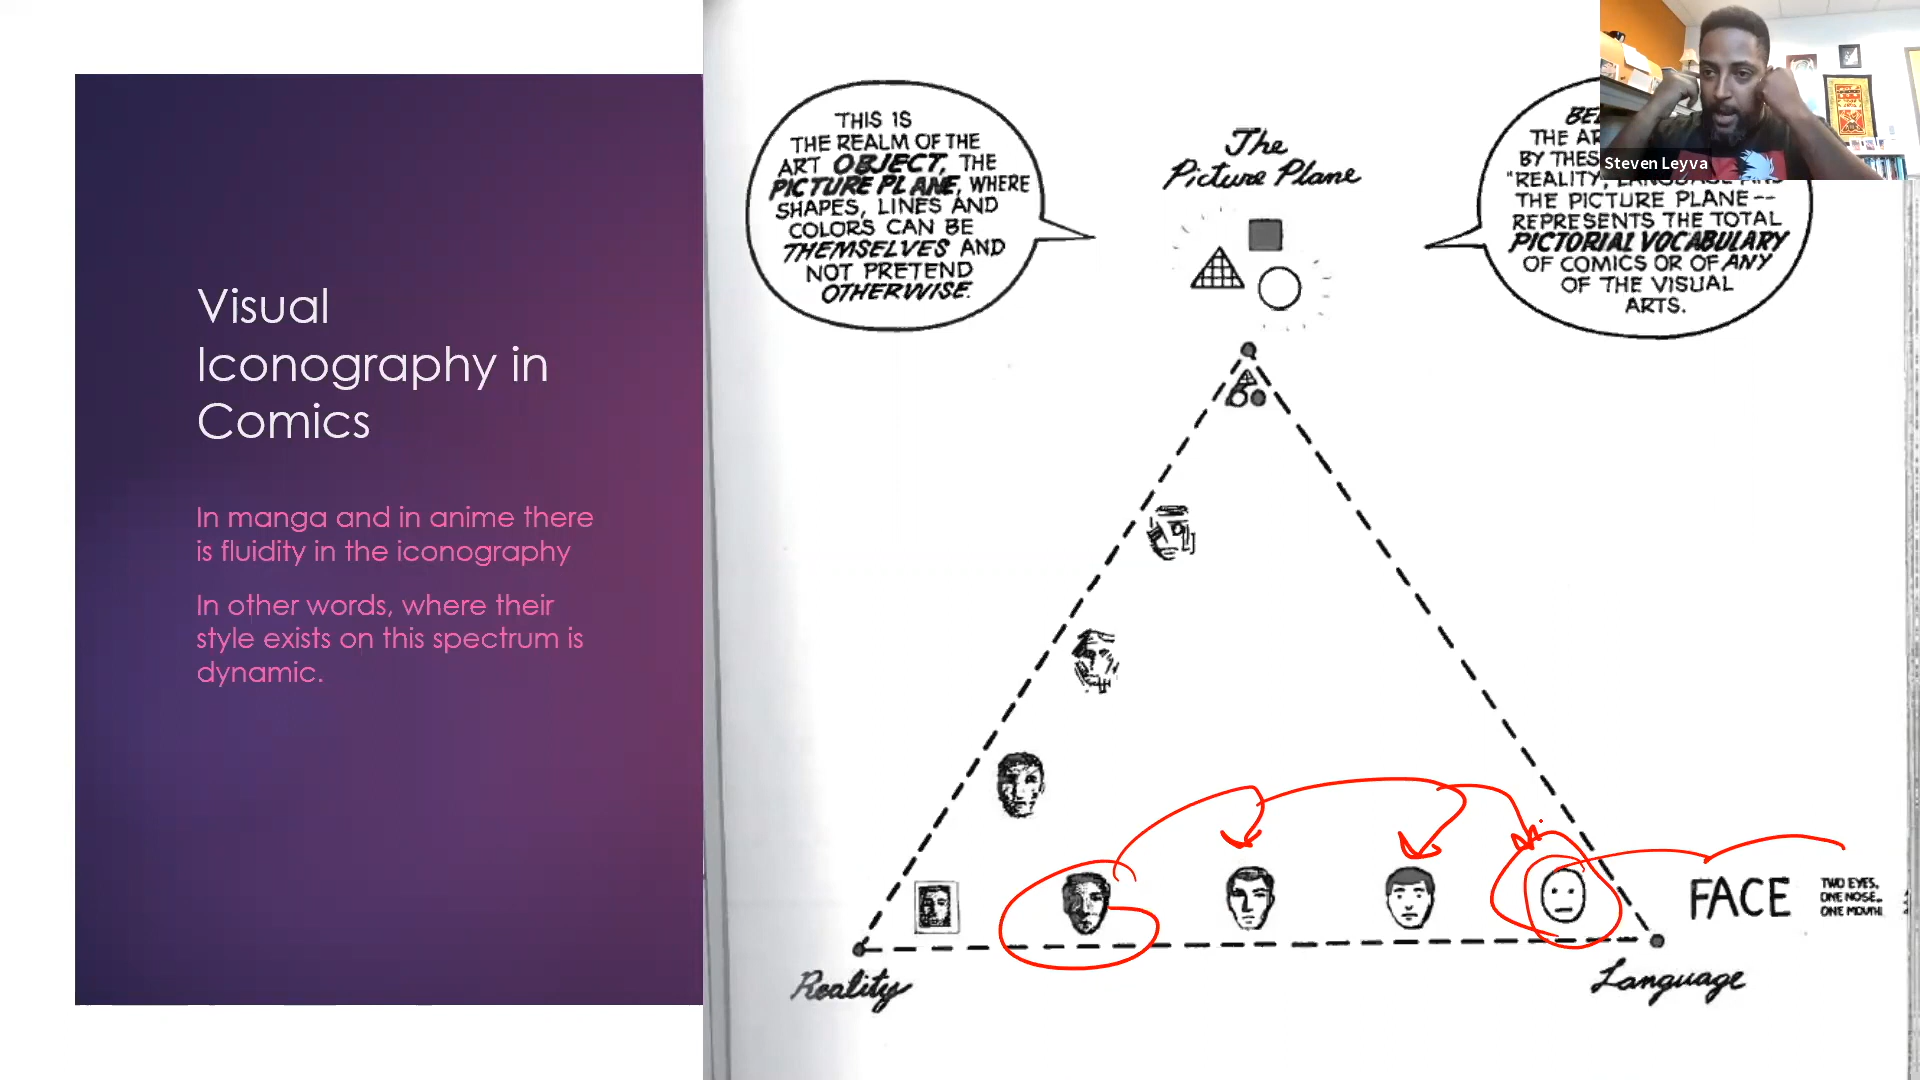 Visual
Iconography in
Comics
In manga and in anime there
is fluidity in the iconography
In other words, where their
style exists on this spectrum is
dynamic.
THIS IS
THE REALM OF THE
ART OBJECT, THE
PICTURE PLANE, WHERE
SHAPES, LINES AND
COLORS CAN BE
THEMSELVES AND
NOT PRETEND
OTHERWISE.
The
Picture Plane
THE
BY
"REALITY, LANGUAGE AND
THE PICTURE PLANE--
REPRESENTS THE TOTAL
PICTORIAL VOCABULARY
OF COMICS OR OF ANY
OF THE VISUAL
ARTS.
Steven Leyva
FACE
TWO EYES,
ONE NOSE,
ONE MOUTH
Reality
Language